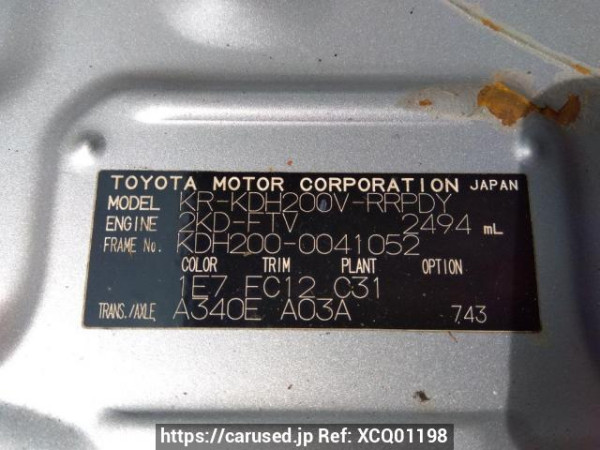 TOYOTA MOTOR CORPORATION JAPAN
MODEL KR-KDH200V-RRPDY
ENGINE 2KD-FTV 2494 mL
FRAME No. KDH200-0041052
COLOR TRIM PLANT OPTION
1E7 FC12 C31
TRANS./AXLE A340E A03A 743
https://carused.jp Ref: XCQ01198